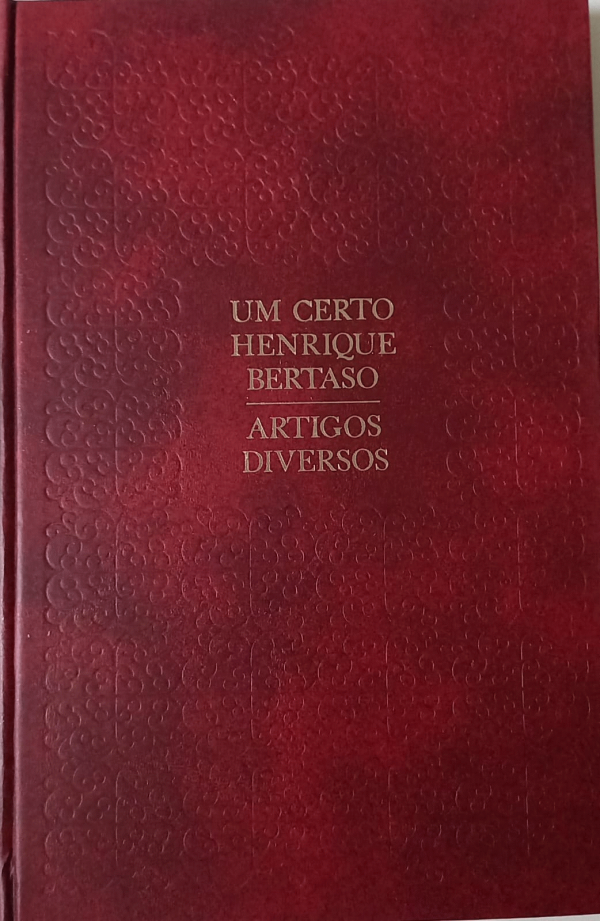 UM CERTO
HENRIQUE
BERTASO
ARTIGOS
DIVERSOS